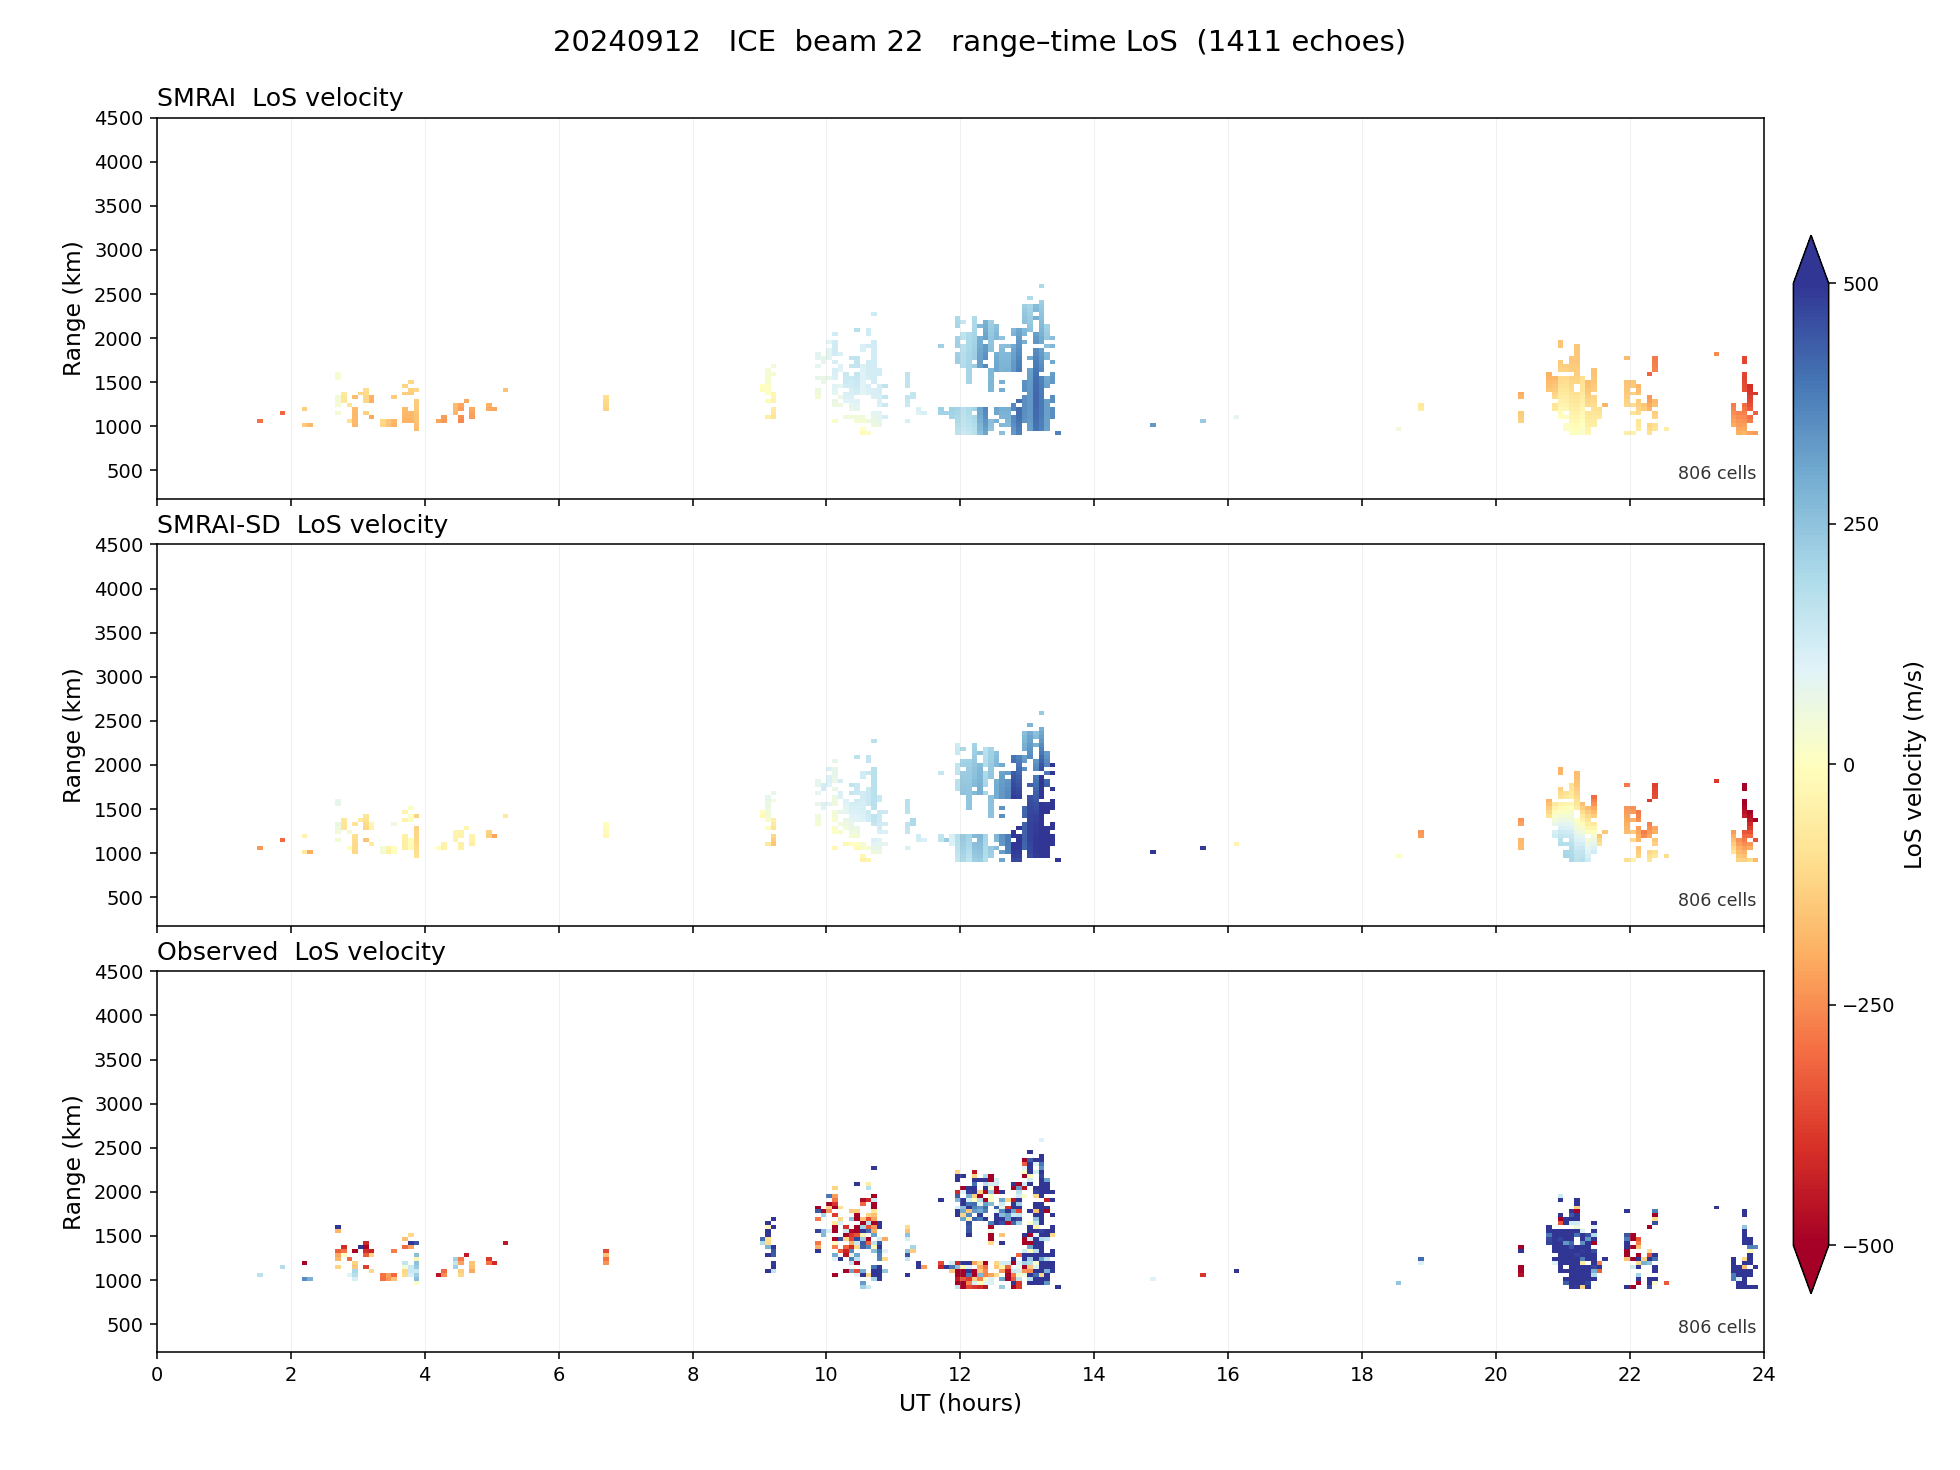 20240912   ICE  beam 22   range–time LoS  (1411 echoes)
SMRAI  LoS velocity
4500
4000
3500
3000
2500
2000
1500
1000
500
Range (km)
806 cells
SMRAI-SD  LoS velocity
4500
4000
3500
3000
2500
2000
1500
1000
500
Range (km)
806 cells
Observed  LoS velocity
4500
4000
3500
3000
2500
2000
1500
1000
500
Range (km)
806 cells
0 2 4 6 8 10 12 14 16 18 20 22 24
UT (hours)
500
250
0
−250
−500
LoS velocity (m/s)